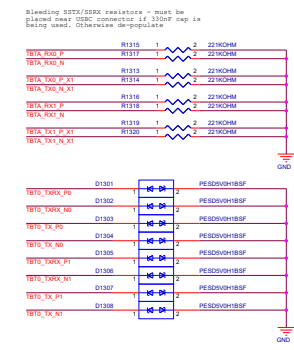 Bleeding SSTX/SSRX resistors - must be
placed near USBC connector if 330nF cap is
being used. Otherwise de-populate
R1315 1 2 221KOHM
TBTA_RX0_P
R1317 1 2 221KOHM
TBTA_RX0_N
R1314 1 2 221KOHM
TBTA_TX0_P_X1
R1313 1 2 221KOHM
TBTA_TX0_N_X1
R1316 1 2 221KOHM
TBTA_RX1_P
R1318 1 2 221KOHM
TBTA_RX1_N
R1319 1 2 221KOHM
TBTA_TX1_P_X1
R1320 1 2 221KOHM
TBTA_TX1_N_X1
GND
D1301 PESD5V0H1BSF
TBT0_TXRX_P0 1 2
D1302 PESD5V0H1BSF
TBT0_TXRX_N0 1 2
D1303 PESD5V0H1BSF
TBT0_TX_P0 1 2
D1304 PESD5V0H1BSF
TBT0_TX_N0 1 2
D1305 PESD5V0H1BSF
TBT0_TXRX_P1 1 2
D1306 PESD5V0H1BSF
TBT0_TXRX_N1 1 2
D1307 PESD5V0H1BSF
TBT0_TX_P1 1 2
D1308 PESD5V0H1BSF
TBT0_TX_N1 1 2
GND